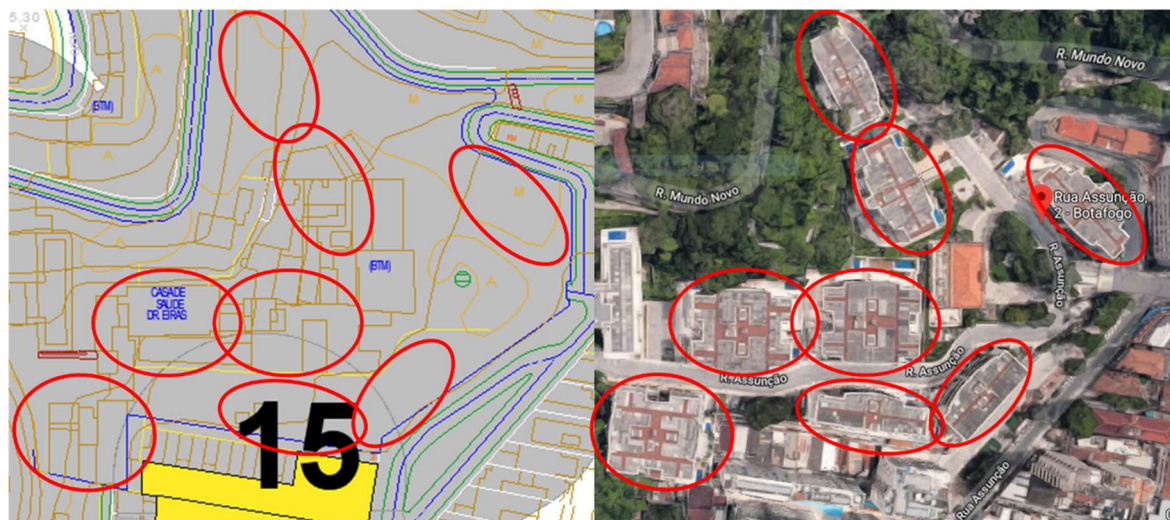 5.30
(BTM)
A
A
M
M
M
CASA DE
SAUDE
DR. EIRAS
(BTM)
A
15
R. Mundo Novo
R. Mundo Novo
Rua Assunção,
2 - Botafogo
R. Assunção
R. Assunção
R. Assunção
Rua Assunção